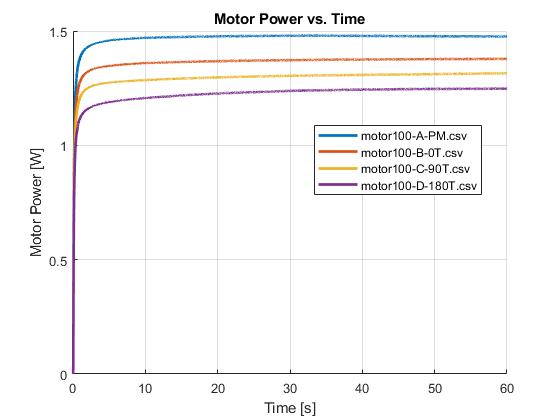 Motor Power vs. Time
1.5
1
0.5
0
Motor Power [W]
motor100-A-PM.csv
motor100-B-0T.csv
motor100-C-90T.csv
motor100-D-180T.csv
0 10 20 30 40 50 60
Time [s]